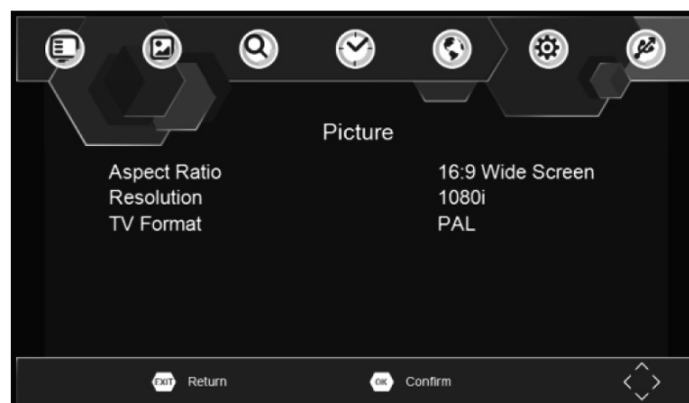 Picture
Aspect Ratio 16:9 Wide Screen
Resolution 1080i
TV Format PAL
EXIT Return OK Confirm